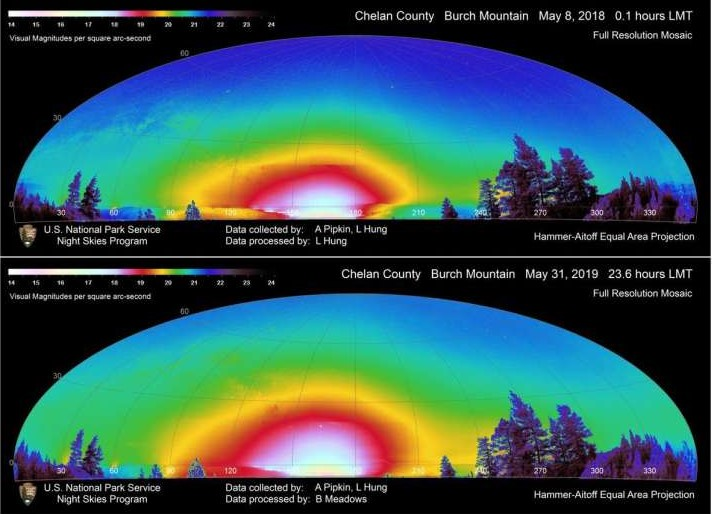 14 15 16 17 18 19 20 21 22 23 24
Chelan County Burch Mountain May 8, 2018 0.1 hours LMT
Visual Magnitudes per square arc-second
Full Resolution Mosaic
60
30
0
30 90 120 210 240 270 300 330
U.S. National Park Service
Night Skies Program
Data collected by: A Pipkin, L Hung
Data processed by: L Hung
Hammer-Aitoff Equal Area Projection
14 15 16 17 18 19 20 21 22 23 24
Chelan County Burch Mountain May 31, 2019 23.6 hours LMT
Visual Magnitudes per square arc-second
Full Resolution Mosaic
60
30
0
30 60 90 120 210 240 270 300 330
U.S. National Park Service
Night Skies Program
Data collected by: A Pipkin, L Hung
Data processed by: B Meadows
Hammer-Aitoff Equal Area Projection